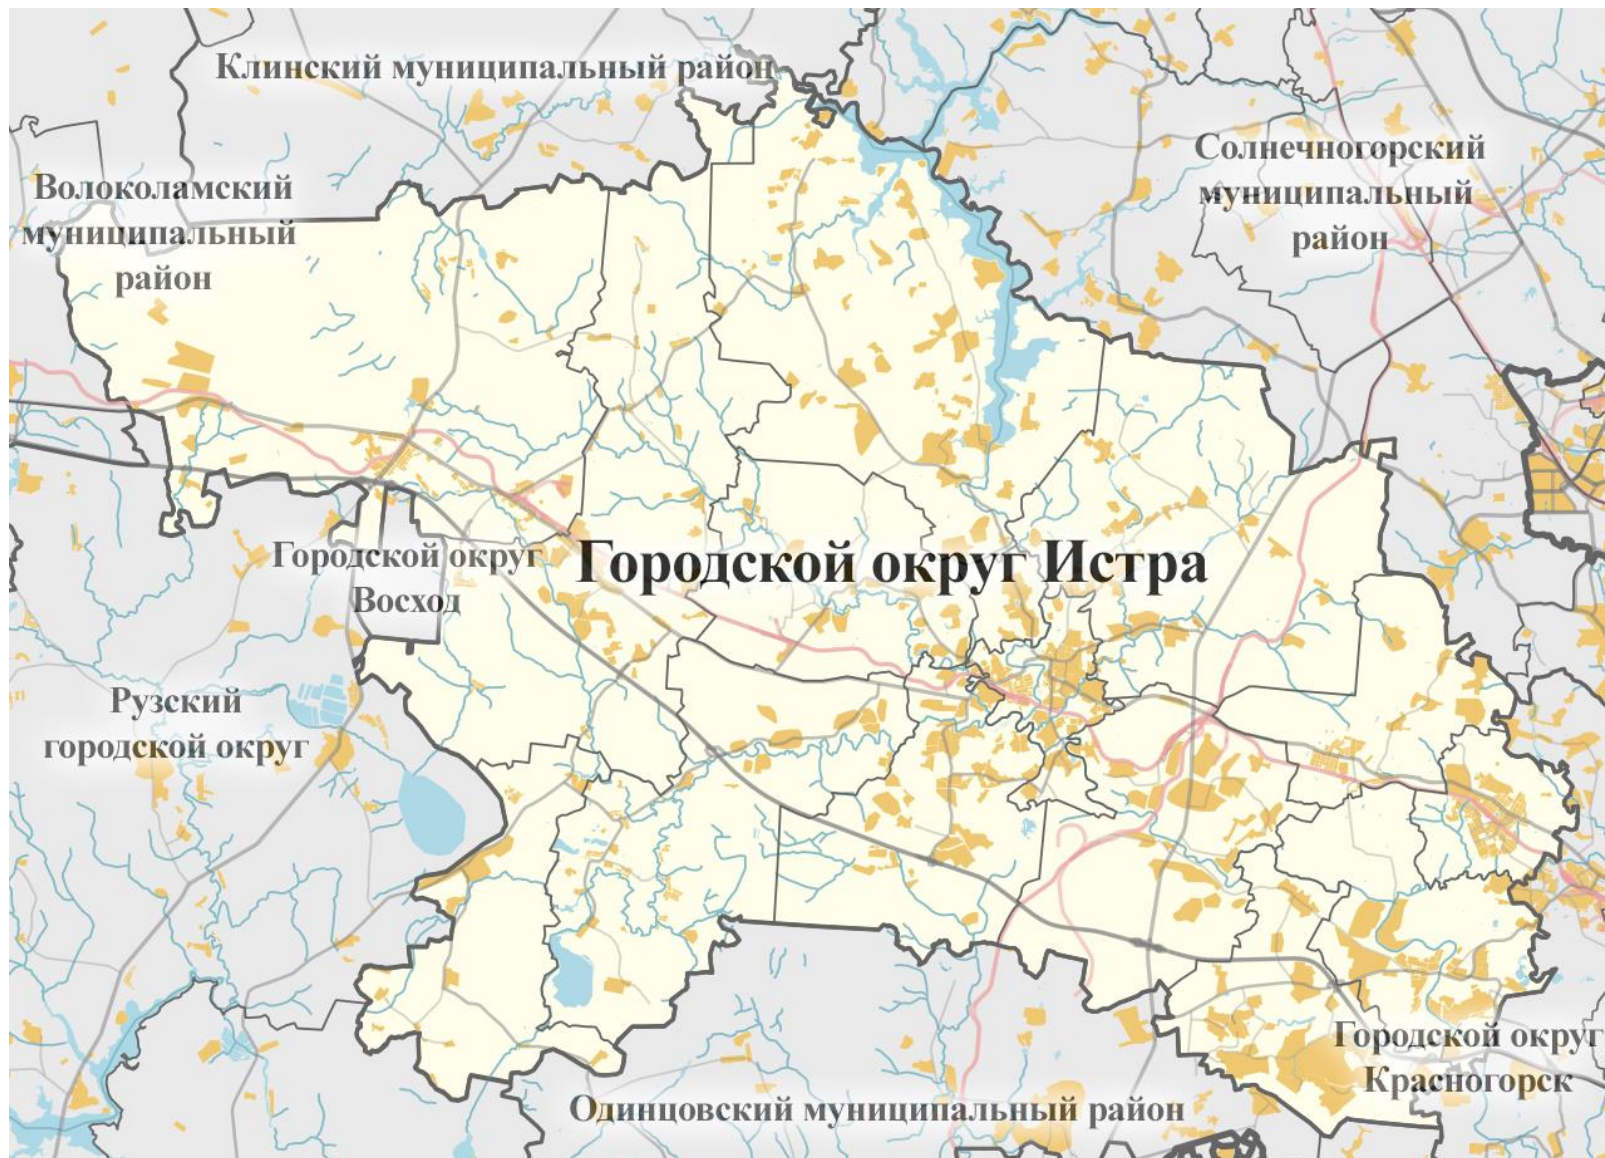 Клинский муниципальный район
Солнечногорский
муниципальный
район
Волоколамский
муниципальный
район
Городской округ
Восход
Городской округ Истра
Рузский
городской округ
Городской округ
Красногорск
Одинцовский муниципальный район